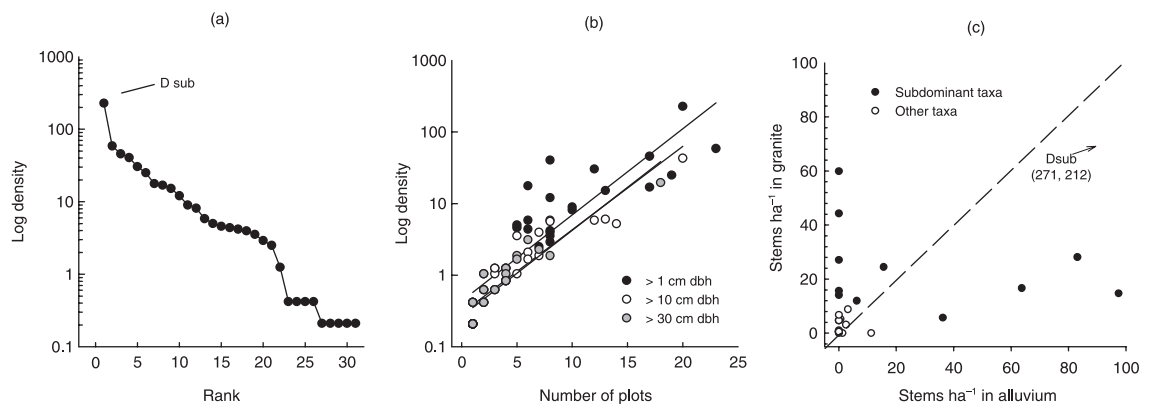 (a)
1000
100
10
1
0.1
Log density
D sub
0 5 10 15 20 25 30
Rank
(b)
1000
100
10
1
0.1
Log density
> 1 cm dbh
> 10 cm dbh
> 30 cm dbh
0 5 10 15 20 25
Number of plots
(c)
100
80
60
40
20
0
Stems ha⁻¹ in granite
Subdominant taxa
Other taxa
Dsub
(271, 212)
0 20 40 60 80 100
Stems ha⁻¹ in alluvium